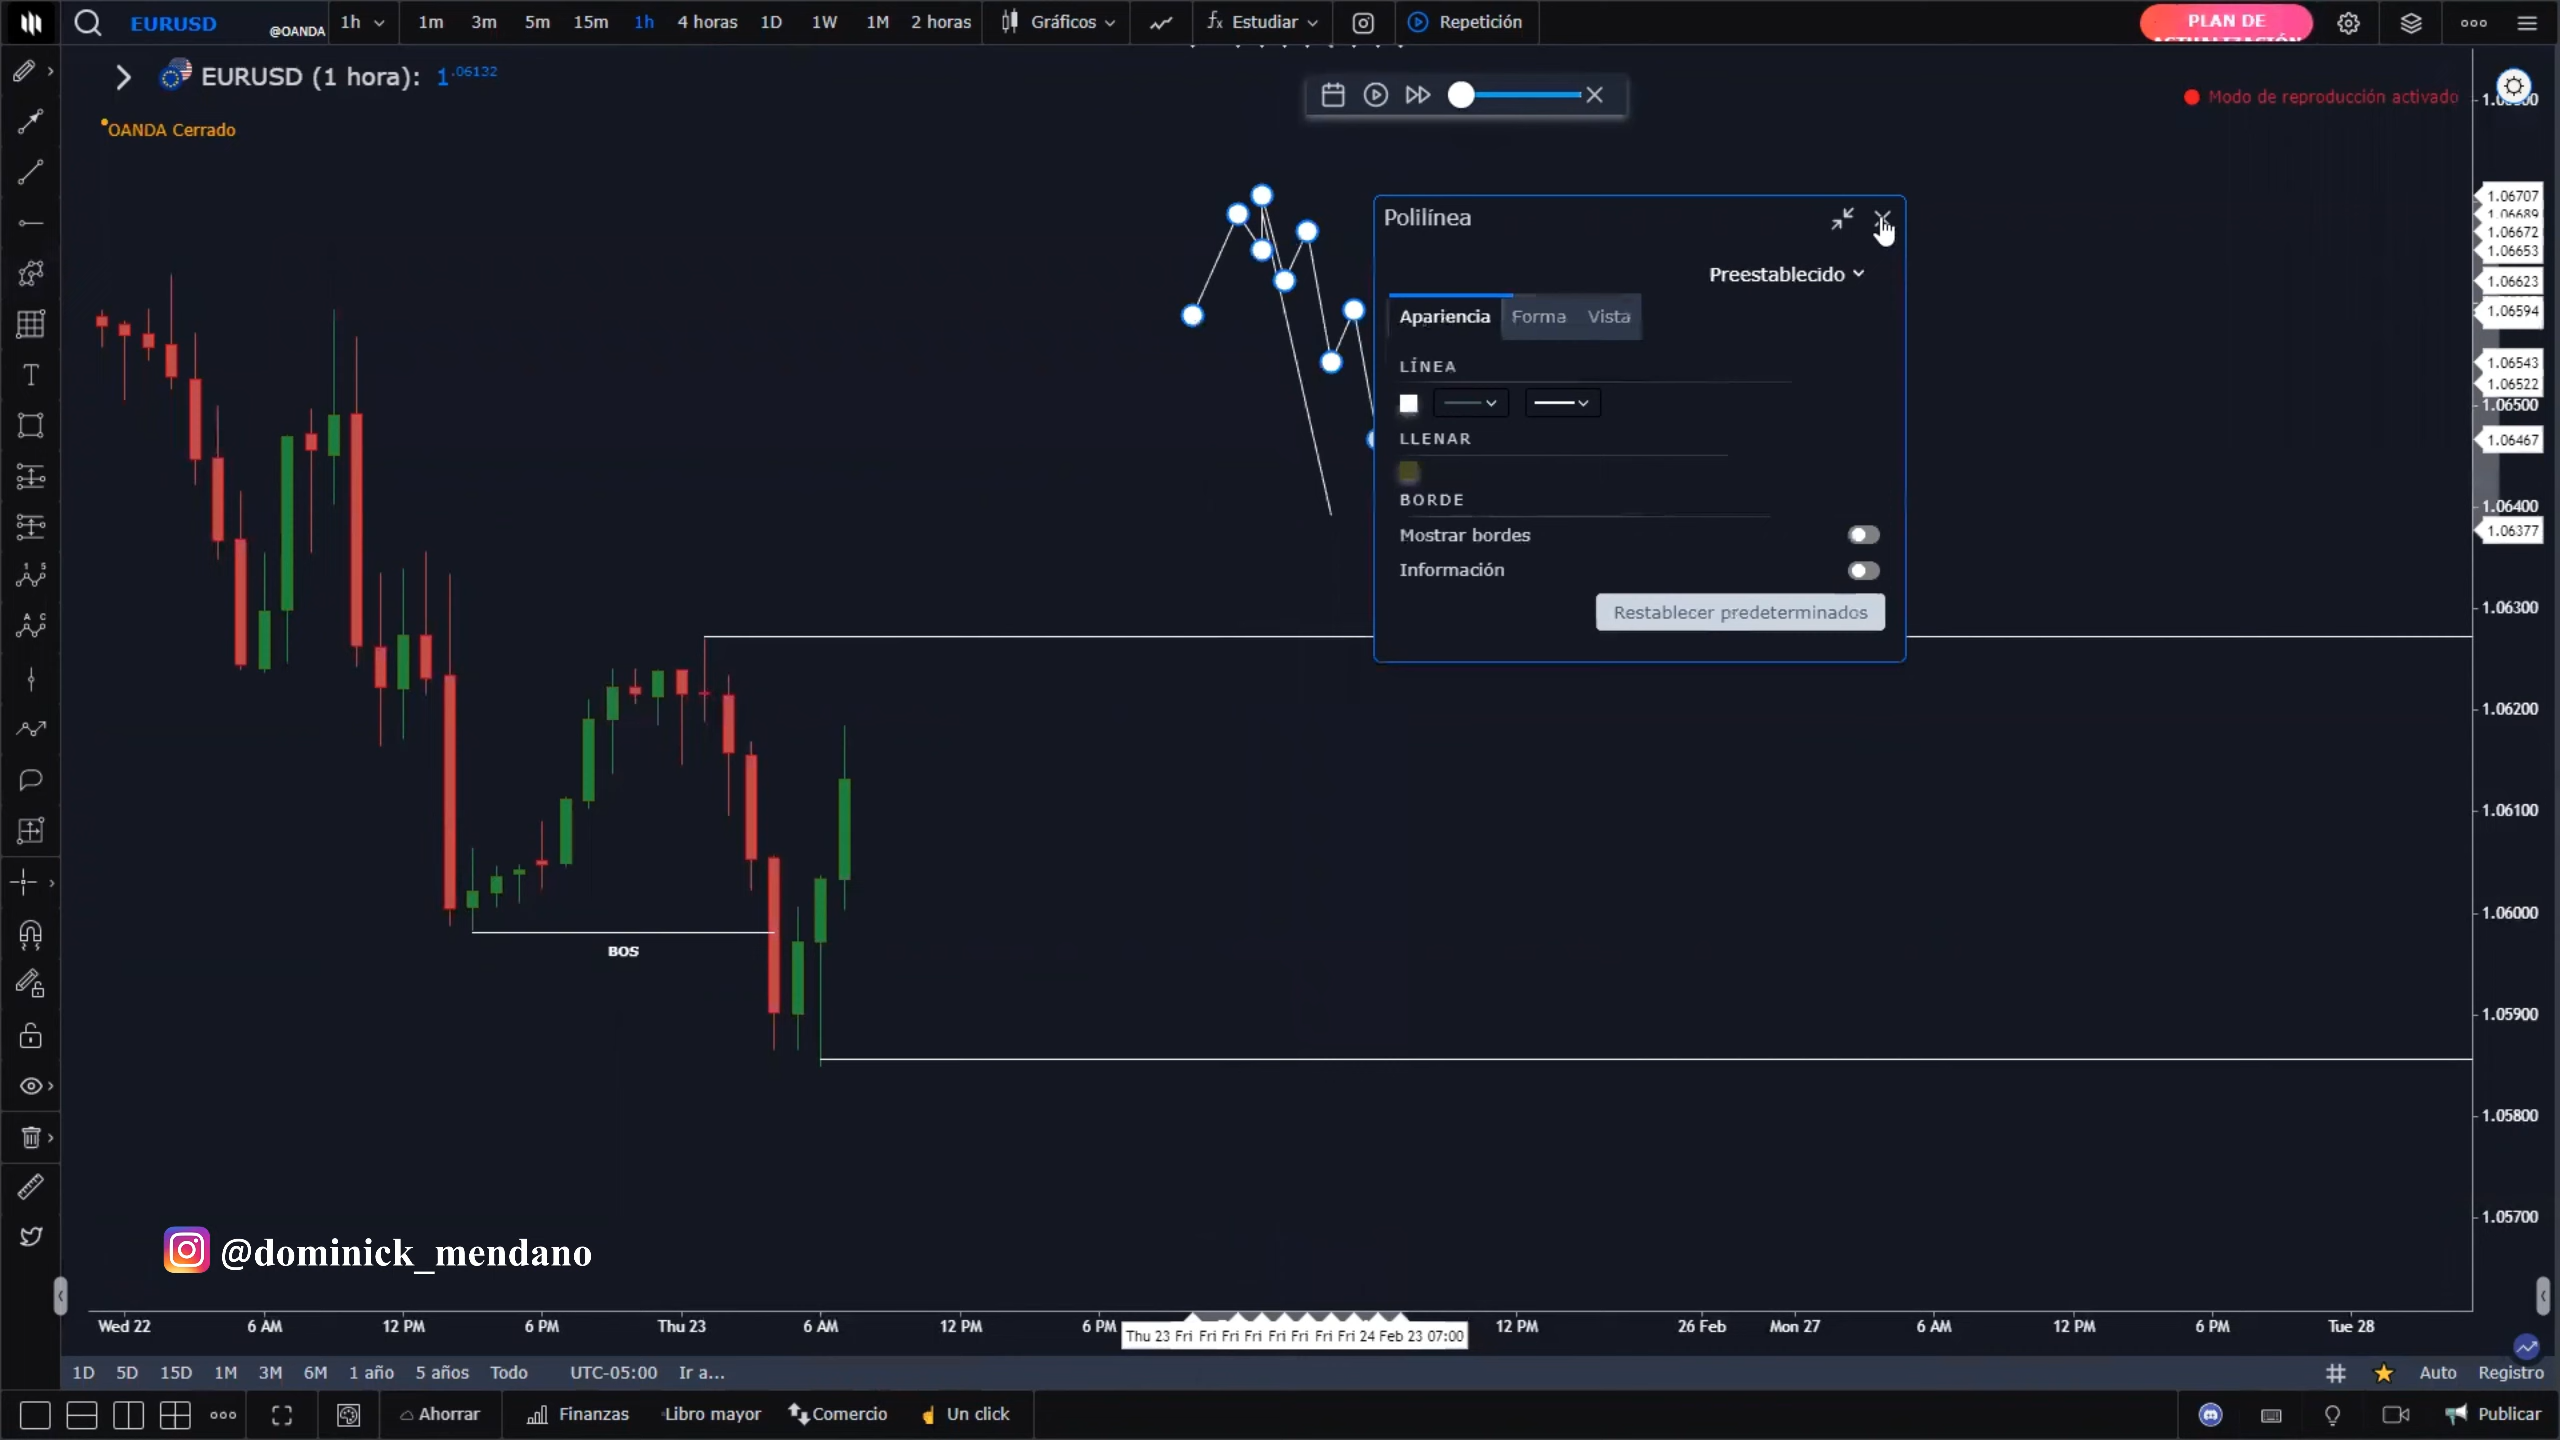 EURUSD @OANDA 1h 1m 3m 5m 15m 1h 4 horas 1D 1W 1M 2 horas Gráficos fx Estudiar Repetición PLAN DE
EURUSD (1 hora): 1.06132
OANDA Cerrado
Modo de reproducción activado
Polilínea
Preestablecido
Apariencia Forma Vista
LÍNEA
LLENAR
BORDE
Mostrar bordes
Información
Restablecer predeterminados
1.06707
1.06689
1.06672
1.06653
1.06623
1.06594
1.06543
1.06522
1.06500
1.06467
1.06400
1.06377
1.06300
1.06200
1.06100
1.06000
1.05900
1.05800
1.05700
BOS
@dominick_mendano
Wed 22 6 AM 12 PM 6 PM Thu 23 6 AM 12 PM 6 PM Thu 23 Fri Fri Fri Fri Fri Fri Fri Fri 24 Feb 23 07:00 12 PM 26 Feb Mon 27 6 AM 12 PM 6 PM Tue 28
1D 5D 15D 1M 3M 6M 1 año 5 años Todo UTC-05:00 Ir a... Auto Registro
Ahorrar Finanzas Libro mayor Comercio Un click Publicar